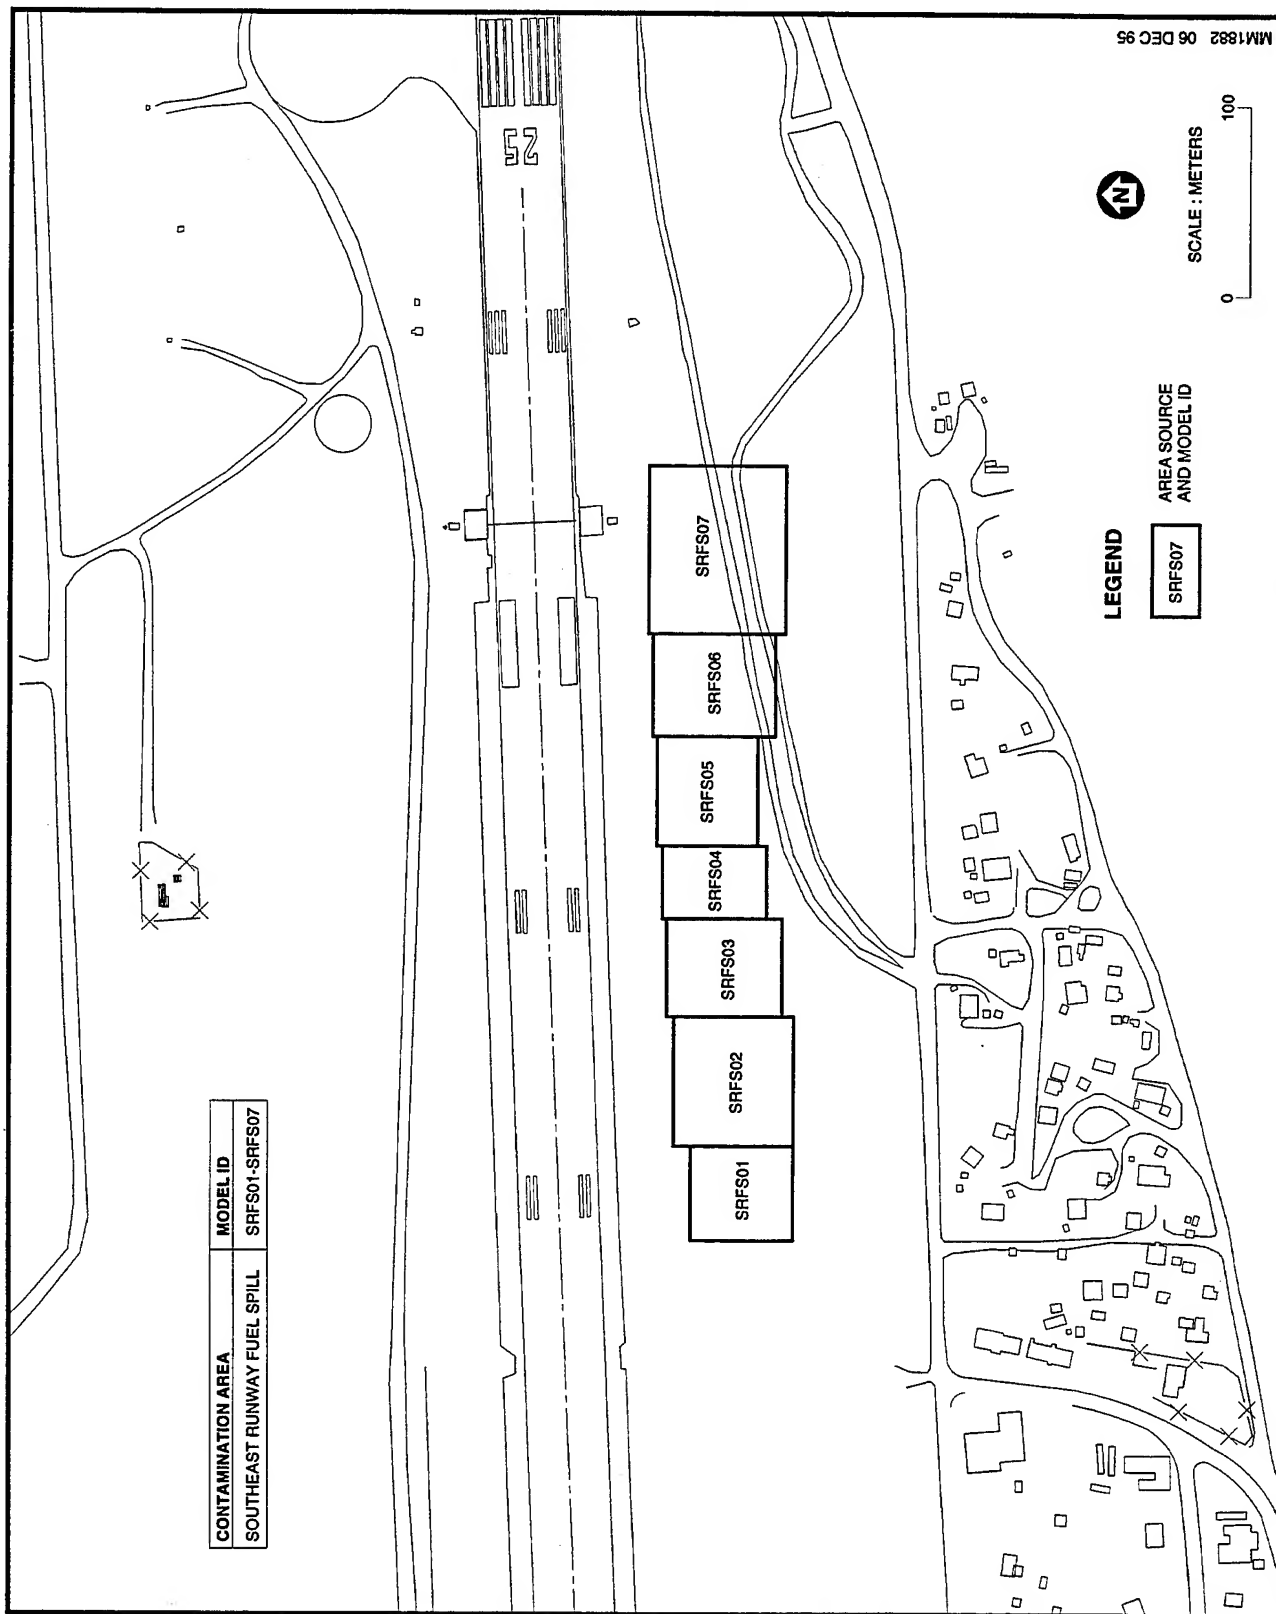 MM1882 06 DEC 95
25
CONTAMINATION AREA MODEL ID
SOUTHEAST RUNWAY FUEL SPILL SRFS01-SRFS07
SRFS01
SRFS02
SRFS03
SRFS04
SRFS05
SRFS06
SRFS07
LEGEND
SRFS07
AREA SOURCE
AND MODEL ID
N
SCALE : METERS
0 100